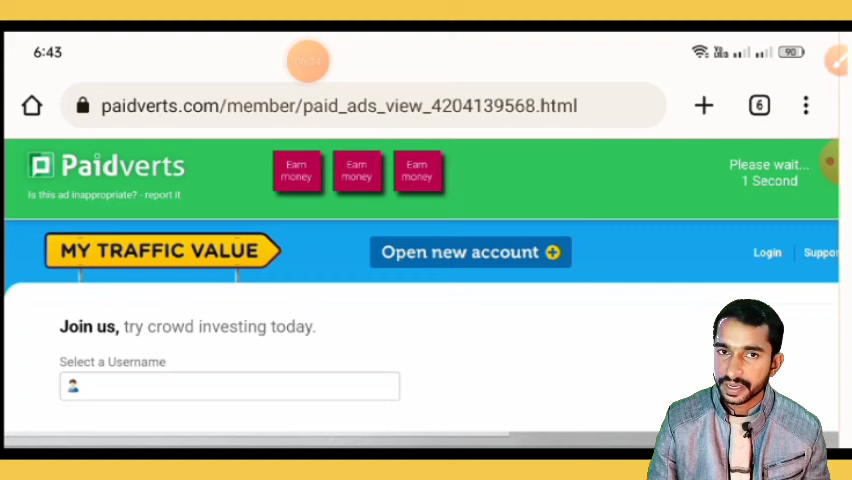 6:43
90
paidverts.com/member/paid_ads_view_4204139568.html
6
Paidverts
Earn money
Earn money
Earn money
Please wait...
1 Second
Is this ad inappropriate? - report it
MY TRAFFIC VALUE
Open new account
Login
Suppor
Join us, try crowd investing today.
Select a Username